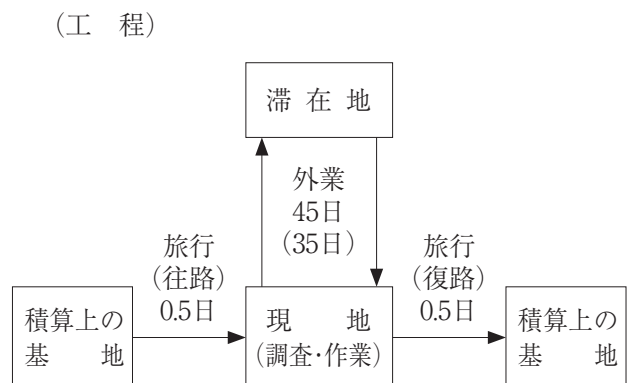 （工　程）
滞 在 地
外業
45日
（35日）
旅行
（往路）
0.5日
旅行
（復路）
0.5日
積算上の
基　　地
現　　地
（調査・作業）
積算上の
基　　地